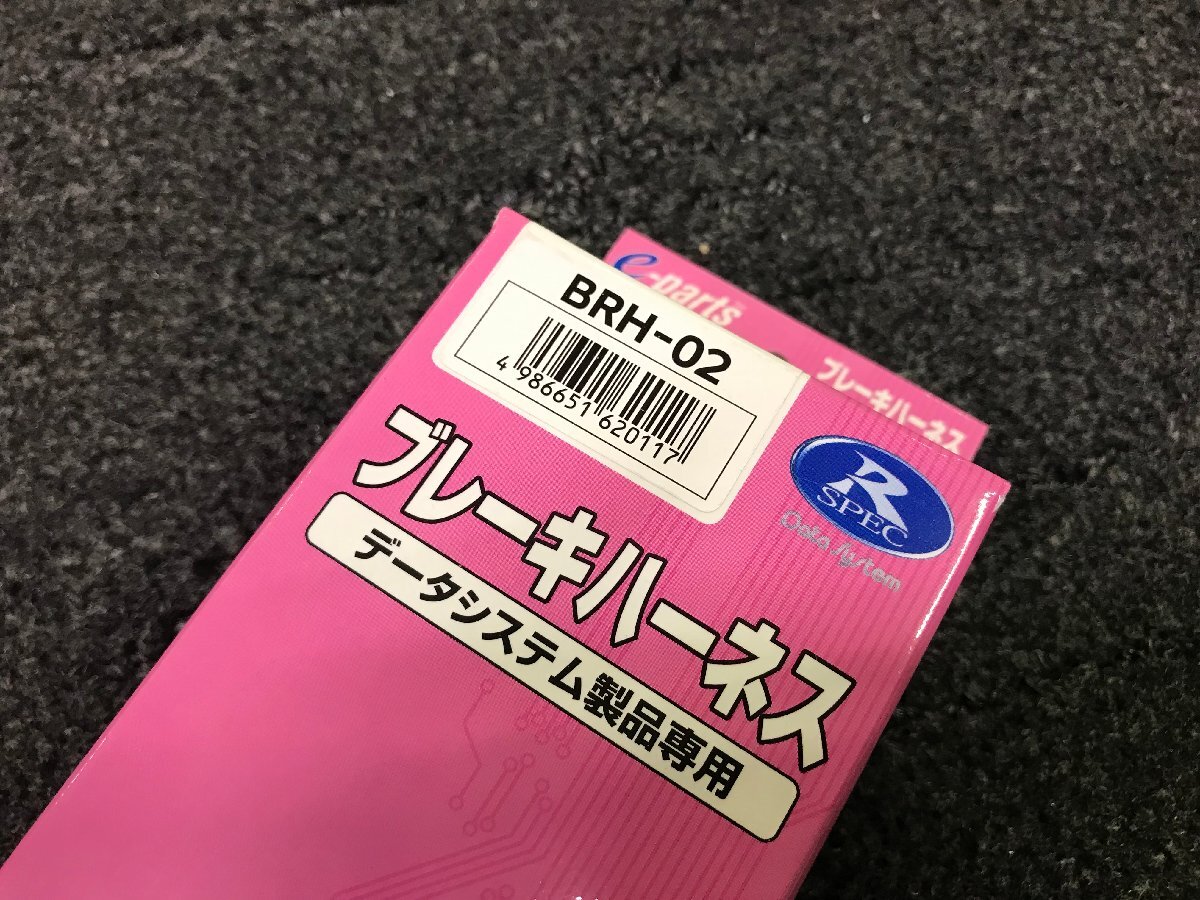 e-parts
ブレーキハーネス
BRH-02
4 986651 620117
R
SPEC
Data System
ブレーキハーネス
データシステム製品専用